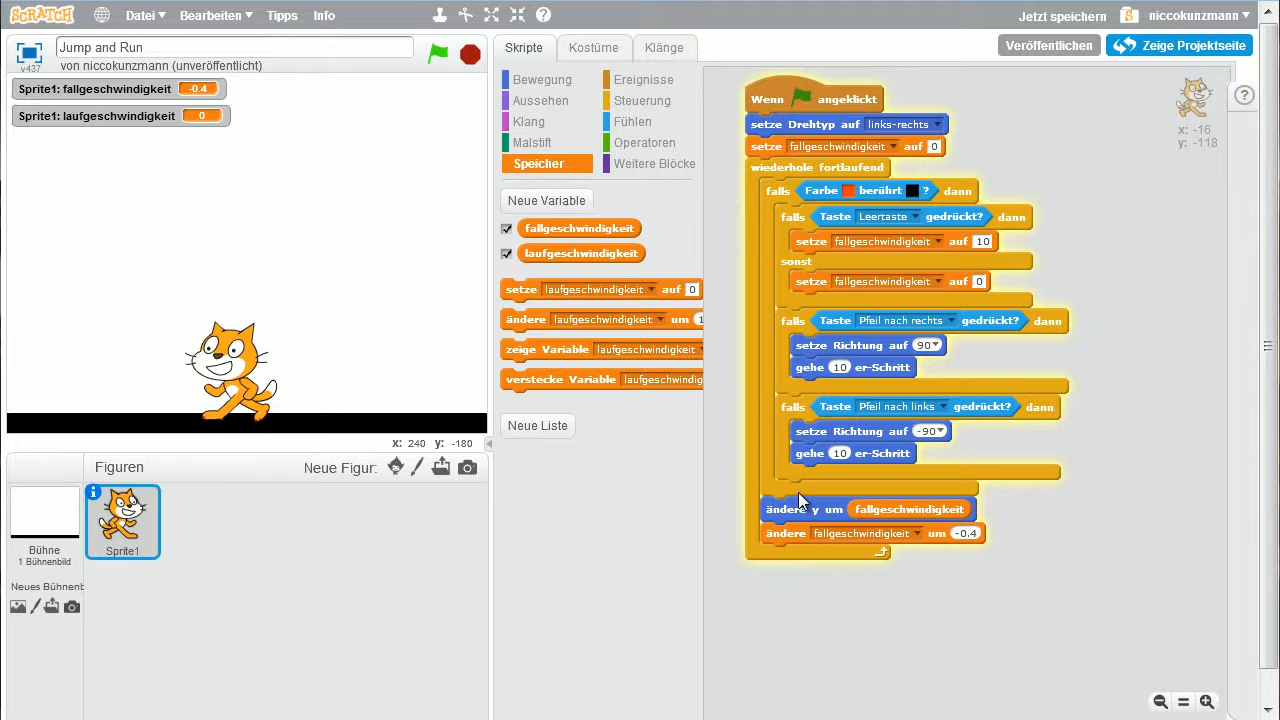 SCRATCH Datei Bearbeiten Tipps Info Jetzt speichern niccokunzmann
v437 Jump and Run
von niccokunzmann (unveröffentlicht)
Skripte Kostüme Klänge
Veröffentlichen Zeige Projektseite
Sprite1: fallgeschwindigkeit -0.4
Sprite1: laufgeschwindigkeit 0
Bewegung Ereignisse
Aussehen Steuerung
Klang Fühlen
Malstift Operatoren
Speicher Weitere Blöcke
Neue Variable
fallgeschwindigkeit
laufgeschwindigkeit
setze laufgeschwindigkeit auf 0
ändere laufgeschwindigkeit um 1
zeige Variable laufgeschwindigkeit
verstecke Variable laufgeschwindig
Neue Liste
Wenn angeklickt
setze Drehtyp auf links-rechts
setze fallgeschwindigkeit auf 0
wiederhole fortlaufend
falls Farbe berührt ? dann
falls Taste Leertaste gedrückt? dann
setze fallgeschwindigkeit auf 10
sonst
setze fallgeschwindigkeit auf 0
falls Taste Pfeil nach rechts gedrückt? dann
setze Richtung auf 90
gehe 10 er-Schritt
falls Taste Pfeil nach links gedrückt? dann
setze Richtung auf -90
gehe 10 er-Schritt
ändere y um fallgeschwindigkeit
ändere fallgeschwindigkeit um -0.4
x: -16
y: -118
x: 240 y: -180
Figuren Neue Figur:
Bühne
1 Bühnenbild
Sprite1
Neues Bühnenb